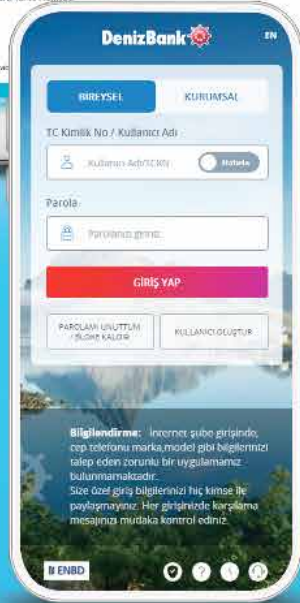 DenizBank
EN
BİREYSEL
KURUMSAL
TC Kimlik No / Kullanıcı Adı
Kullanıcı Adı/TCKN
Hatırla
Parola
Parolanızı giriniz
GİRİŞ YAP
PAROLAMI UNUTTUM
/ BLOKE KALDIR
KULLANICI OLUŞTUR
Bilgilendirme: İnternet şube girişinde,
cep telefonu marka,model gibi bilgilerinizi
talep eden zorunlu bir uygulamamız
bulunmamaktadır.
Size özel giriş bilgilerinizi hiç kimse ile
paylaşmayınız. Her girişinizde karşılama
mesajınızı mutlaka kontrol ediniz.
ENBD